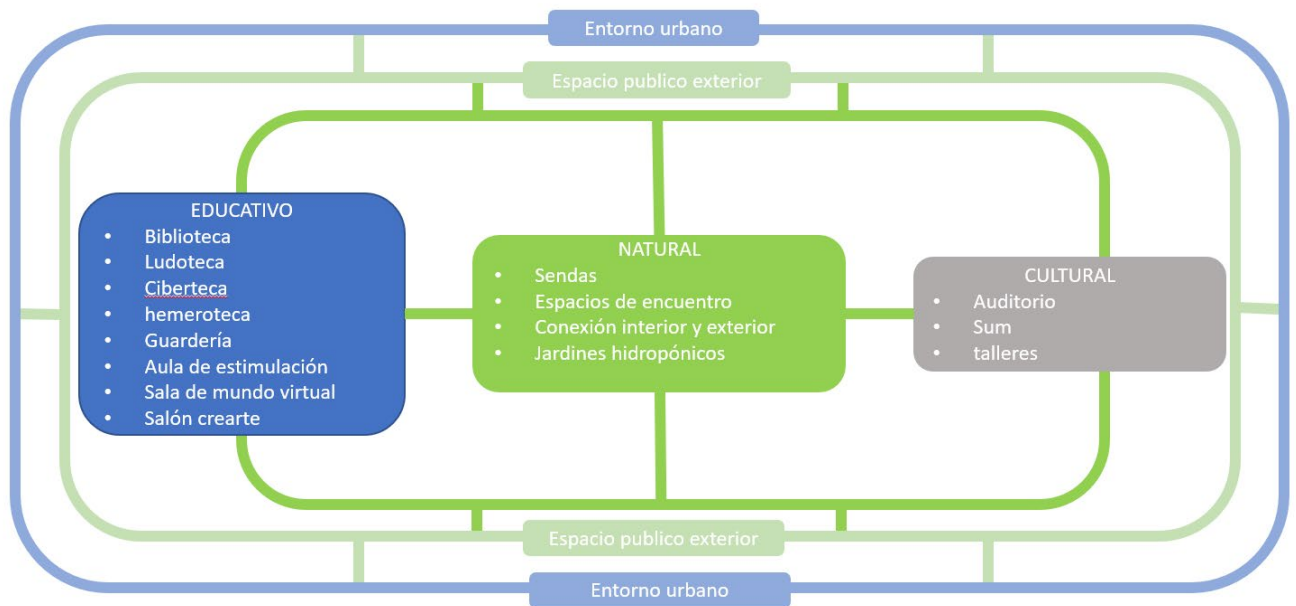 Entorno urbano
Espacio publico exterior
EDUCATIVO
• Biblioteca
• Ludoteca
• Ciberteca
• hemeroteca
• Guardería
• Aula de estimulación
• Sala de mundo virtual
• Salón crearte
NATURAL
• Sendas
• Espacios de encuentro
• Conexión interior y exterior
• Jardines hidropónicos
CULTURAL
• Auditorio
• Sum
• talleres
Espacio publico exterior
Entorno urbano